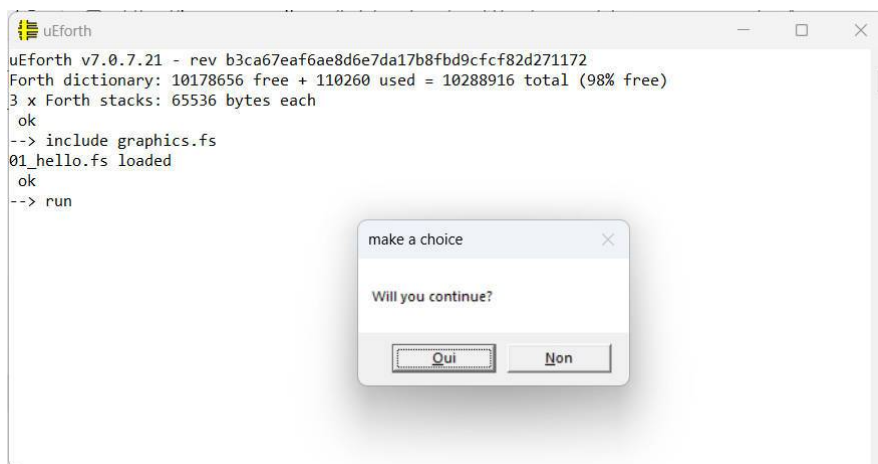 uEforth
uEforth v7.0.7.21 - rev b3ca67eaf6ae8d6e7da17b8fbd9cfcf82d271172
Forth dictionary: 10178656 free + 110260 used = 10288916 total (98% free)
3 x Forth stacks: 65536 bytes each
ok
--> include graphics.fs
01_hello.fs loaded
ok
--> run
make a choice
Will you continue?
Oui
Non